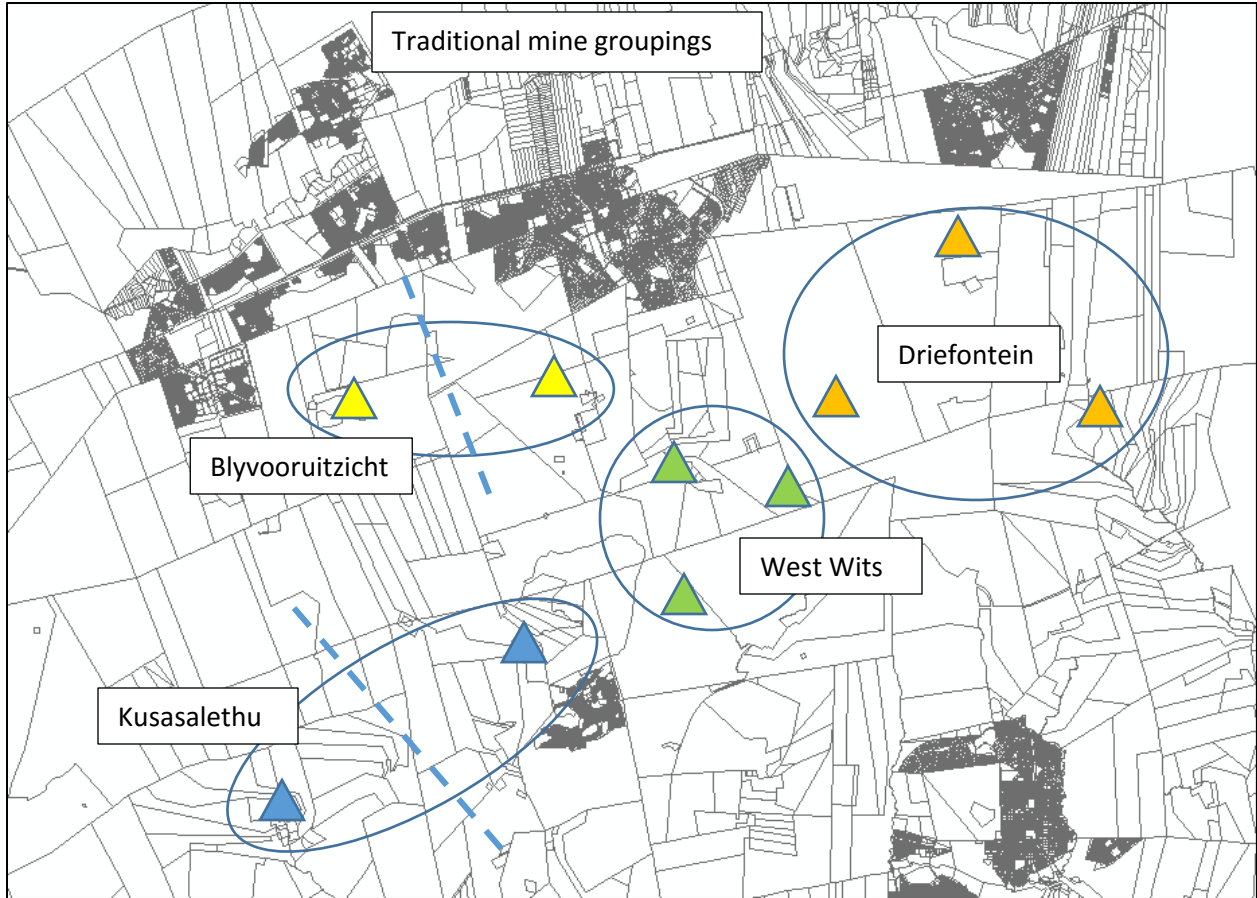 Traditional mine groupings
Driefontein
Blyvooruitzicht
West Wits
Kusasalethu